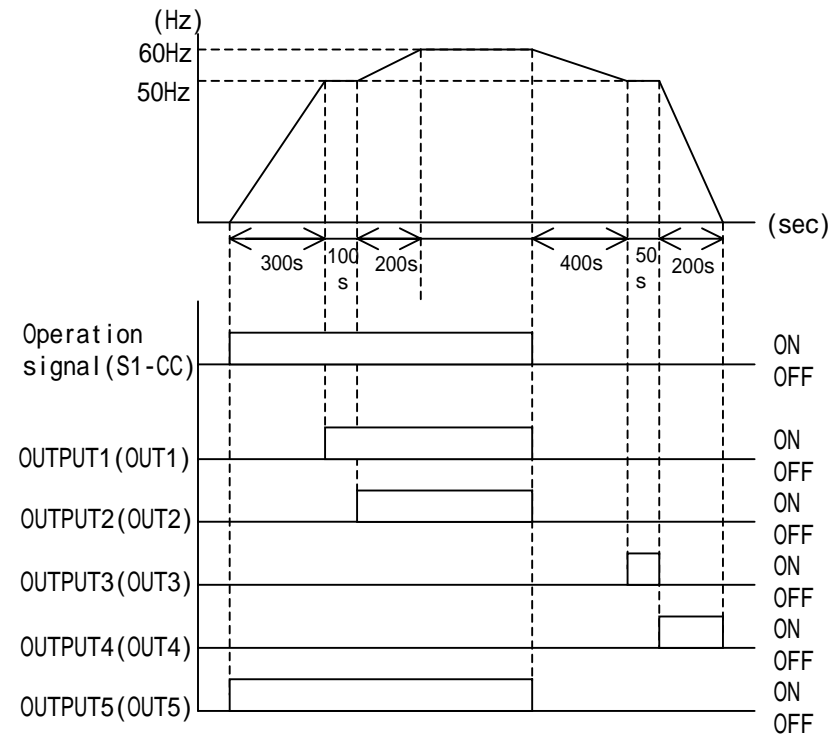 (Hz)
60Hz
50Hz
(sec)
300s
100
s
200s
400s
50
s
200s
Operation
signal(S1-CC)
ON
OFF
OUTPUT1(OUT1)
ON
OFF
OUTPUT2(OUT2)
ON
OFF
OUTPUT3(OUT3)
ON
OFF
OUTPUT4(OUT4)
ON
OFF
OUTPUT5(OUT5)
ON
OFF